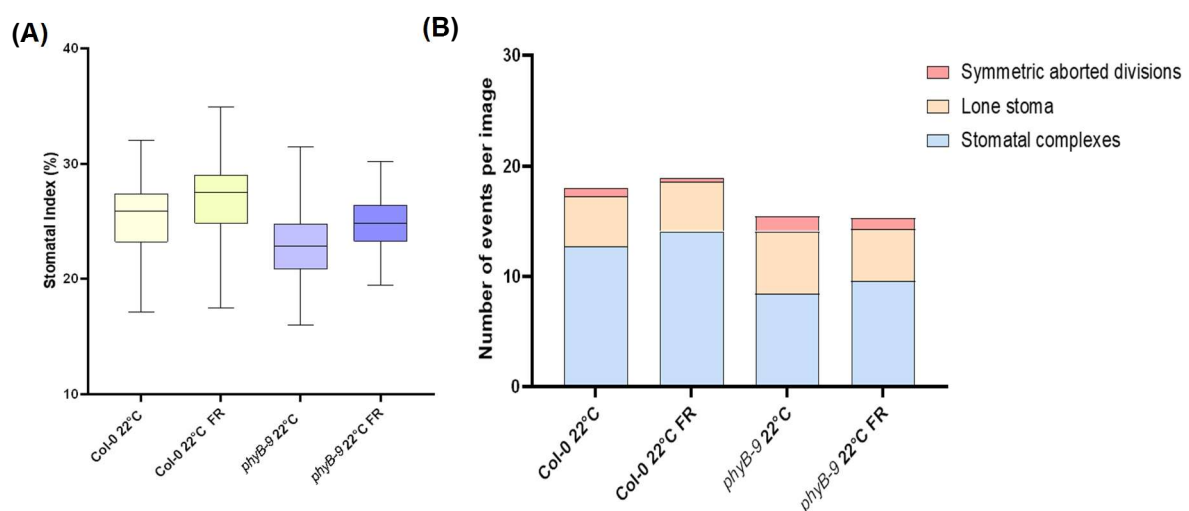 (A)
40
30
20
10
Stomatal Index (%)
Col-0 22°C
Col-0 22°C FR
phyB-9 22°C
phyB-9 22°C FR
(B)
30
20
10
0
Number of events per image
Col-0 22°C
Col-0 22°C FR
phyB-9 22°C
phyB-9 22°C FR
Symmetric aborted divisions
Lone stoma
Stomatal complexes